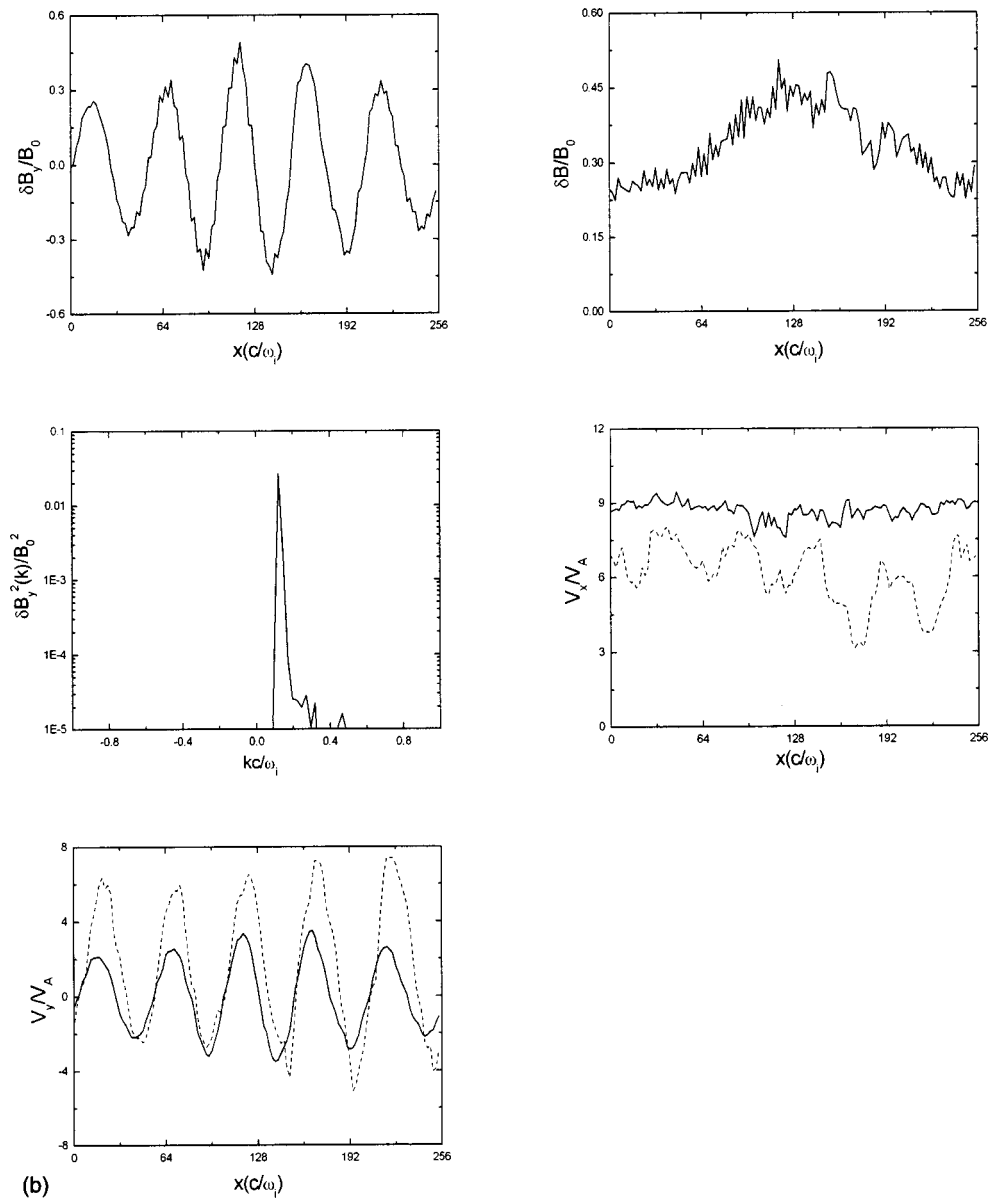 0.6
0.3
0.0
-0.3
-0.6
δB_y/B_0
0 64 128 192 256
x(c/ω_i)
0.60
0.45
0.30
0.15
0.00
δB/B_0
0 64 128 192 256
x(c/ω_i)
0.1
0.01
1E-3
1E-4
1E-5
δB_y^2(k)/B_0^2
-0.8 -0.4 0.0 0.4 0.8
kc/ω_i
12
9
6
3
0
V_x/V_A
0 64 128 192 256
x(c/ω_i)
8
4
0
-4
-8
V_y/V_A
0 64 128 192 256
x(c/ω_i)
(b)